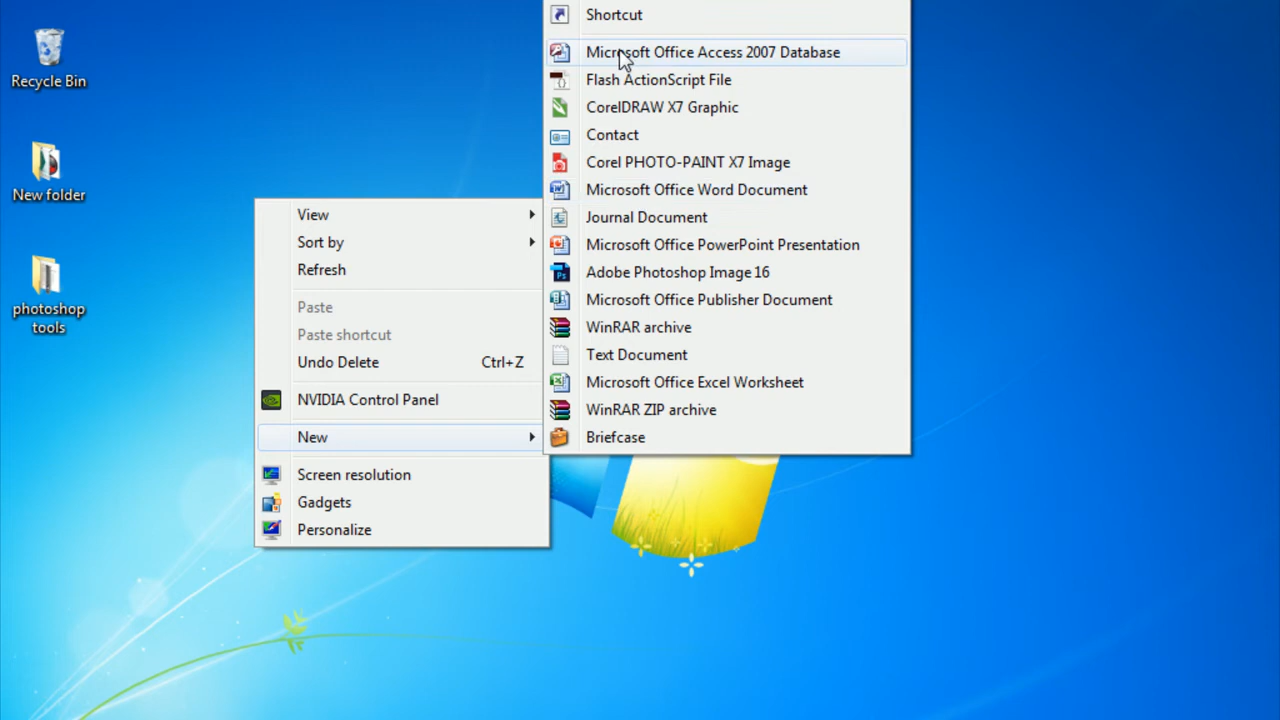 Recycle Bin
New folder
photoshop
tools
View
Sort by
Refresh
Paste
Paste shortcut
Undo Delete Ctrl+Z
NVIDIA Control Panel
New
Screen resolution
Gadgets
Personalize
Shortcut
Microsoft Office Access 2007 Database
Flash ActionScript File
CorelDRAW X7 Graphic
Contact
Corel PHOTO-PAINT X7 Image
Microsoft Office Word Document
Journal Document
Microsoft Office PowerPoint Presentation
Adobe Photoshop Image 16
Microsoft Office Publisher Document
WinRAR archive
Text Document
Microsoft Office Excel Worksheet
WinRAR ZIP archive
Briefcase